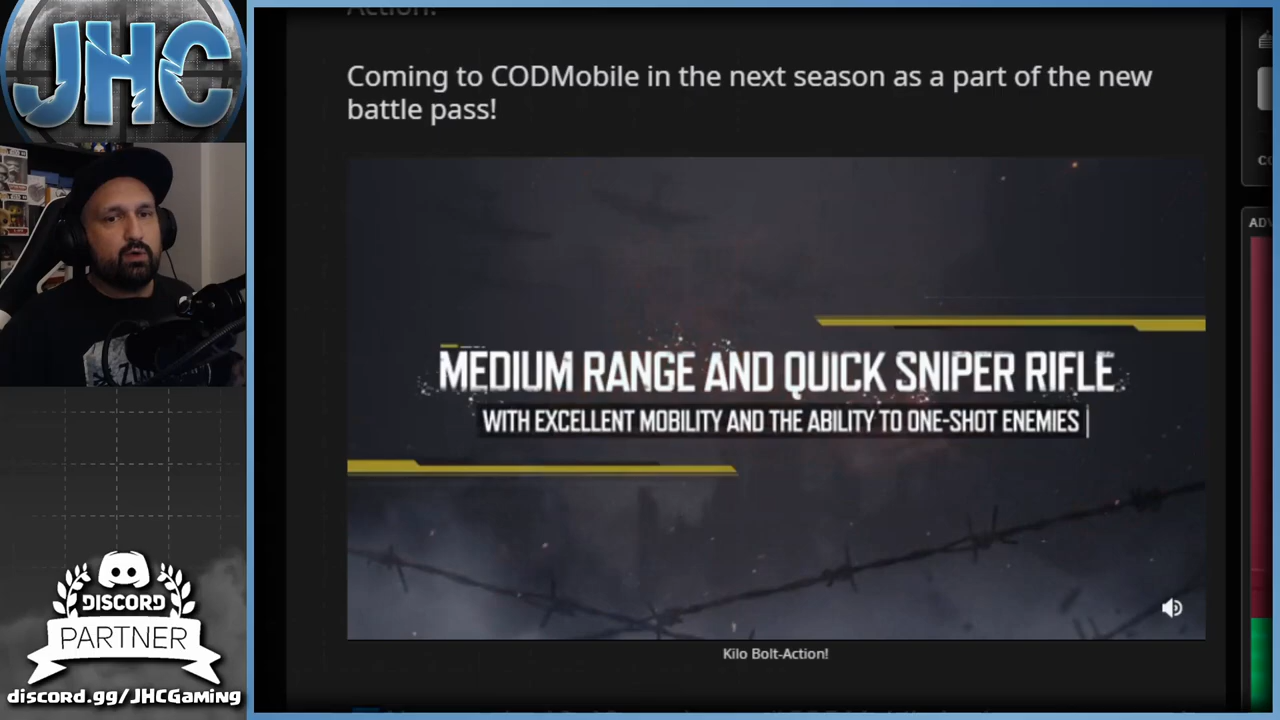 JHC
Action!
Coming to CODMobile in the next season as a part of the new
battle pass!
MEDIUM RANGE AND QUICK SNIPER RIFLE
WITH EXCELLENT MOBILITY AND THE ABILITY TO ONE-SHOT ENEMIES
Kilo Bolt-Action!
DISCORD
PARTNER
discord.gg/JHCGaming